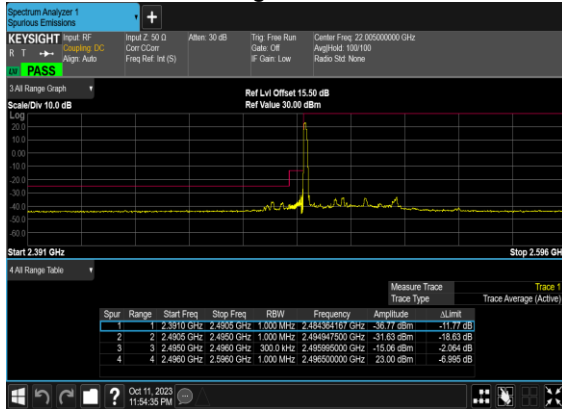 Spectrum Analyzer 1
Spurious Emissions
+
KEYSIGHT Input: RF Input Z: 50 Ω Atten: 30 dB Trig: Free Run Center Freq: 22.005000000 GHz
R T Coupling: DC Corr CCorr Gate: Off Avg|Hold: 100/100
Align: Auto Freq Ref: Int (S) IF Gain: Low Radio Std: None
PASS
3 All Range Graph
Ref Lvl Offset 15.50 dB
Scale/Div 10.0 dB Ref Value 30.00 dBm
Log
20.0
10.0
0.00
-10.0
-20.0
-30.0
-40.0
-50.0
-60.0
Start 2.391 GHz Stop 2.596 GH
4 All Range Table
Measure Trace Trace 1
Trace Type Trace Average (Active)
Spur Range Start Freq Stop Freq RBW Frequency Amplitude ΔLimit
1 1 2.3910 GHz 2.4905 GHz 1.000 MHz 2.484364167 GHz -36.77 dBm -11.77 dB
2 2 2.4905 GHz 2.4950 GHz 1.000 MHz 2.494947500 GHz -31.63 dBm -18.63 dB
3 3 2.4950 GHz 2.4960 GHz 300.0 kHz 2.495995000 GHz -15.06 dBm -2.064 dB
4 4 2.4960 GHz 2.5960 GHz 1.000 MHz 2.496500000 GHz 23.00 dBm -6.995 dB
? Oct 11, 2023
11:54:35 PM